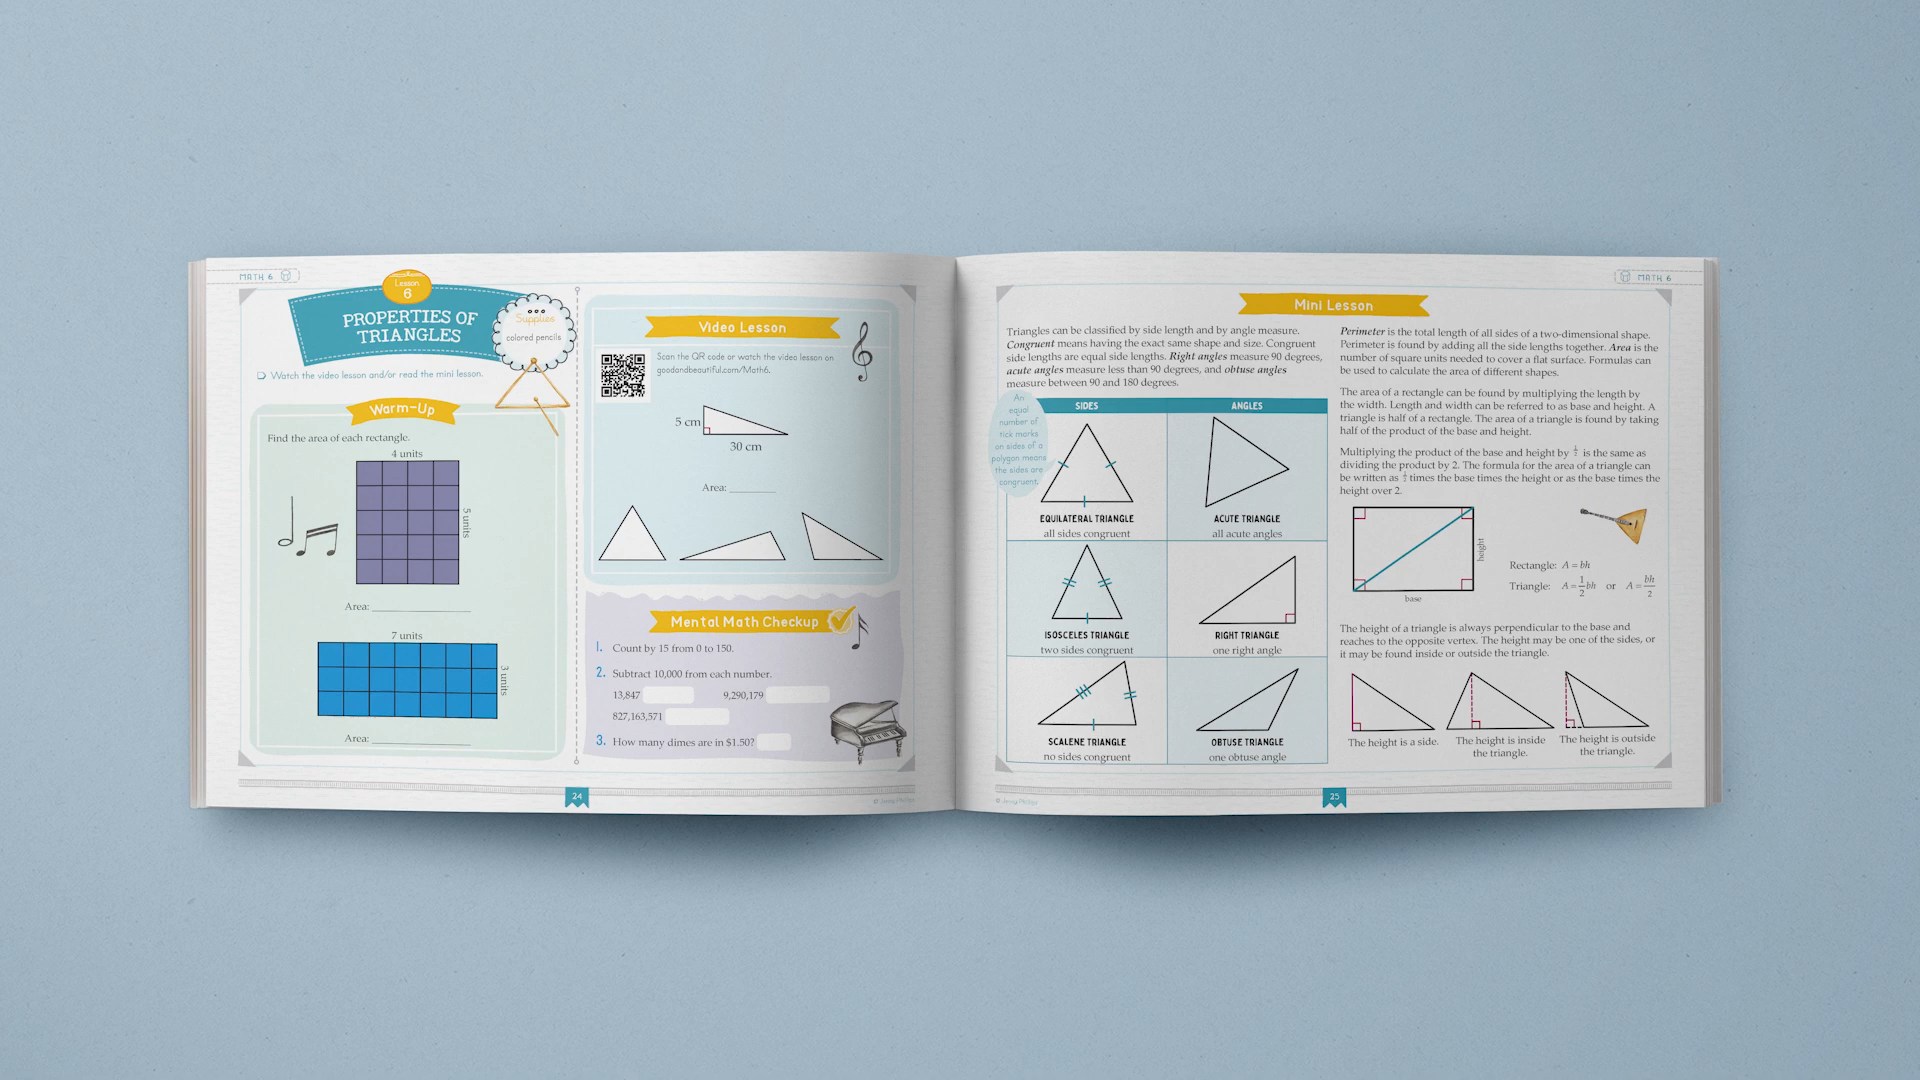 MATH 6
Lesson
6
PROPERTIES OF
TRIANGLES
Supplies
colored pencils
❏ Watch the video lesson and/or read the mini lesson.
Warm-Up
Find the area of each rectangle.
4 units
5 units
Area: ____________
7 units
3 units
Area: ____________
Video Lesson
Scan the QR code or watch the video lesson on
goodandbeautiful.com/Math6.
5 cm
30 cm
Area: ______
Mental Math Checkup
1. Count by 15 from 0 to 150.
2. Subtract 10,000 from each number.
13,847 9,290,179
827,163,571
3. How many dimes are in $1.50?
24
© Jenny Phillips
MATH 6
Mini Lesson
Triangles can be classified by side length and by angle measure.
Congruent means having the exact same shape and size. Congruent
side lengths are equal side lengths. Right angles measure 90 degrees,
acute angles measure less than 90 degrees, and obtuse angles
measure between 90 and 180 degrees.
An
equal
number of
tick marks
on sides of a
polygon means
the sides are
congruent.
SIDES ANGLES
EQUILATERAL TRIANGLE
all sides congruent
ACUTE TRIANGLE
all acute angles
ISOSCELES TRIANGLE
two sides congruent
RIGHT TRIANGLE
one right angle
SCALENE TRIANGLE
no sides congruent
OBTUSE TRIANGLE
one obtuse angle
Perimeter is the total length of all sides of a two-dimensional shape.
Perimeter is found by adding all the side lengths together. Area is the
number of square units needed to cover a flat surface. Formulas can
be used to calculate the area of different shapes.
The area of a rectangle can be found by multiplying the length by
the width. Length and width can be referred to as base and height. A
triangle is half of a rectangle. The area of a triangle is found by taking
half of the product of the base and height.
Multiplying the product of the base and height by 1/2 is the same as
dividing the product by 2. The formula for the area of a triangle can
be written as 1/2 times the base times the height or as the base times the
height over 2.
height
base
Rectangle: A = bh
Triangle: A = 1/2 bh or A = bh/2
The height of a triangle is always perpendicular to the base and
reaches to the opposite vertex. The height may be one of the sides, or
it may be found inside or outside the triangle.
The height is a side.
The height is inside
the triangle.
The height is outside
the triangle.
© Jenny Phillips
25